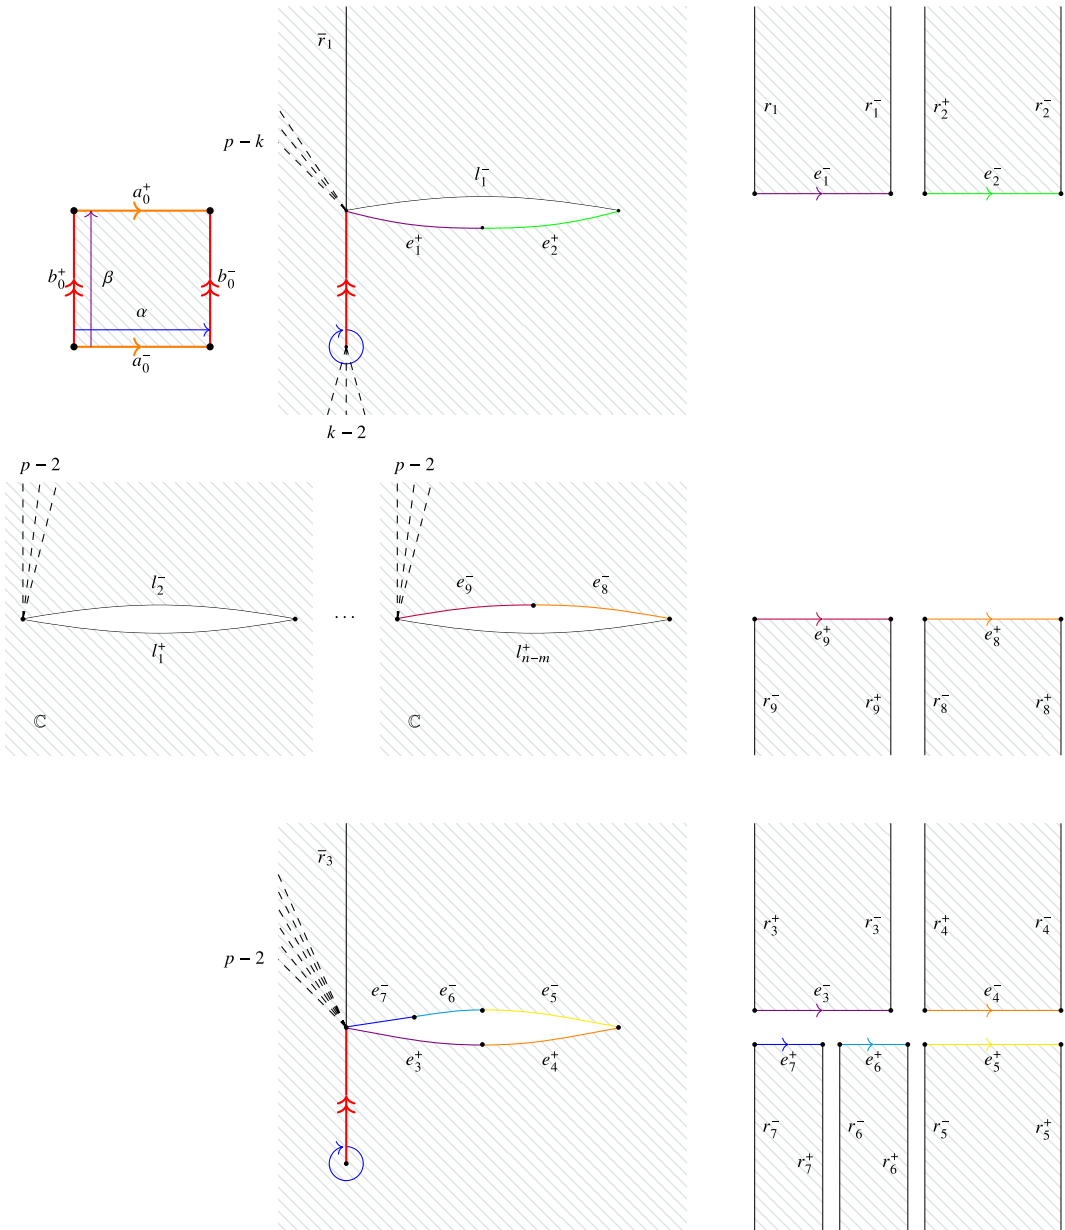 r̅₁
p − k
l₁⁻
e₁⁺ e₂⁺
k − 2
a₀⁺
b₀⁺ β b₀⁻
α
a₀⁻
r₁ r₁⁻ r₂⁺ r₂⁻
e₁⁻ e₂⁻
p − 2 p − 2
l₂⁻
l₁⁺
ℂ
⋯
e₉⁻ e₈⁻
l⁺ₙ₋ₘ
ℂ
e₉⁺ e₈⁺
r₉⁻ r₉⁺ r₈⁻ r₈⁺
r̅₃
p − 2
e₇⁻ e₆⁻ e₅⁻
e₃⁺ e₄⁺
r₃⁺ r₃⁻ r₄⁺ r₄⁻
e₃⁻ e₄⁻
e₇⁺ e₆⁺ e₅⁺
r₇⁻ r₆⁻ r₅⁻ r₅⁺
r₇⁺ r₆⁺